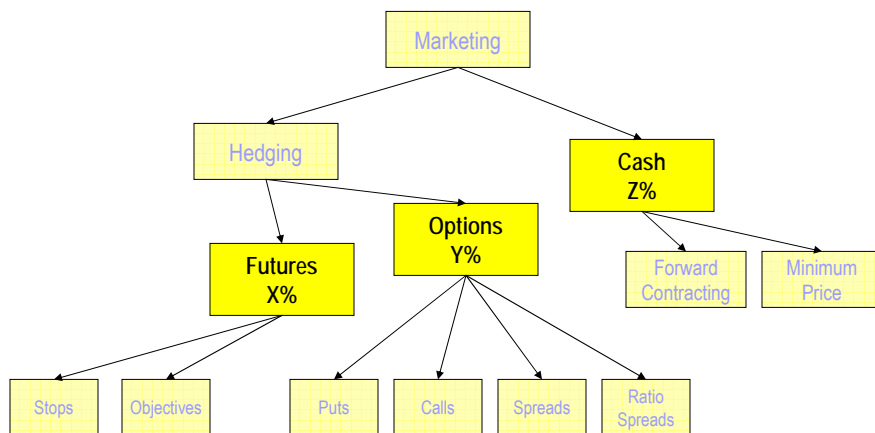 Marketing
Hedging
Cash
Z%
Options
Y%
Futures
X%
Forward
Contracting
Minimum
Price
Stops
Objectives
Puts
Calls
Spreads
Ratio
Spreads